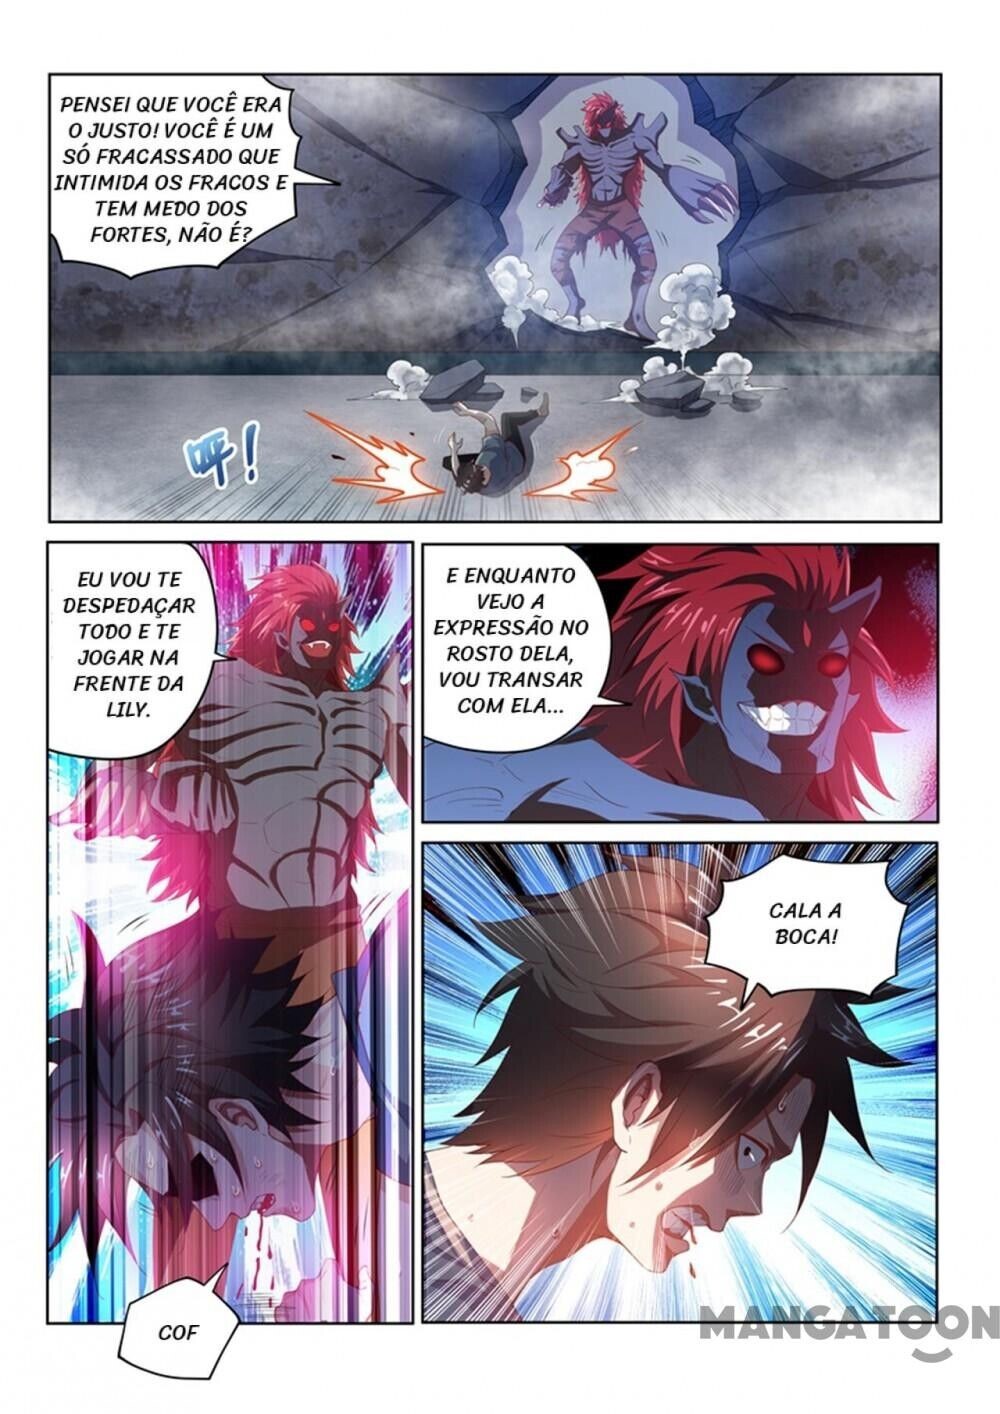 PENSEI QUE VOCÊ ERA
O JUSTO! VOCÊ É UM
SÓ FRACASSADO QUE
INTIMIDA OS FRACOS E
TEM MEDO DOS
FORTES, NÃO É?
呯!
EU VOU TE
DESPEDAÇAR
TODO E TE
JOGAR NA
FRENTE DA
LILY.
E ENQUANTO
VEJO A
EXPRESSÃO NO
ROSTO DELA,
VOU TRANSAR
COM ELA...
CALA A
BOCA!
COF
MANGATOON